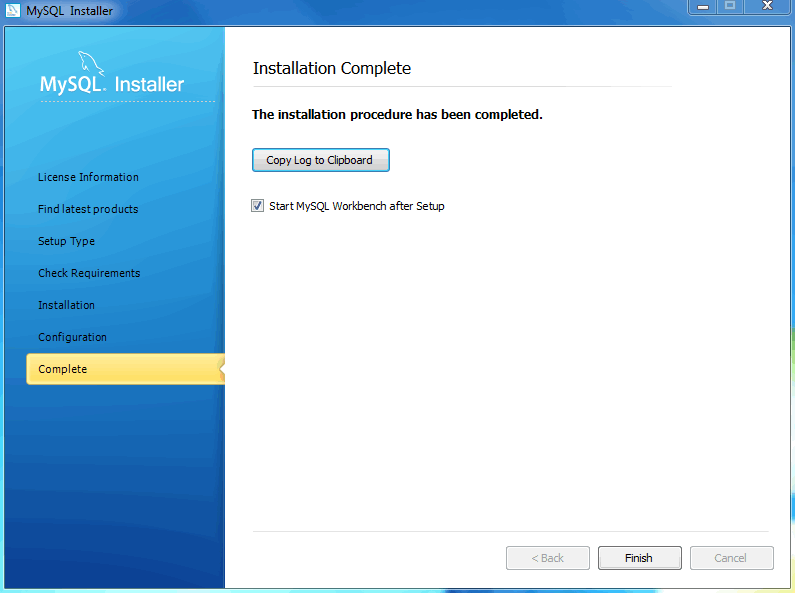 MySQL Installer
MySQL. Installer
License Information
Find latest products
Setup Type
Check Requirements
Installation
Configuration
Complete
Installation Complete
The installation procedure has been completed.
Copy Log to Clipboard
Start MySQL Workbench after Setup
< Back
Finish
Cancel